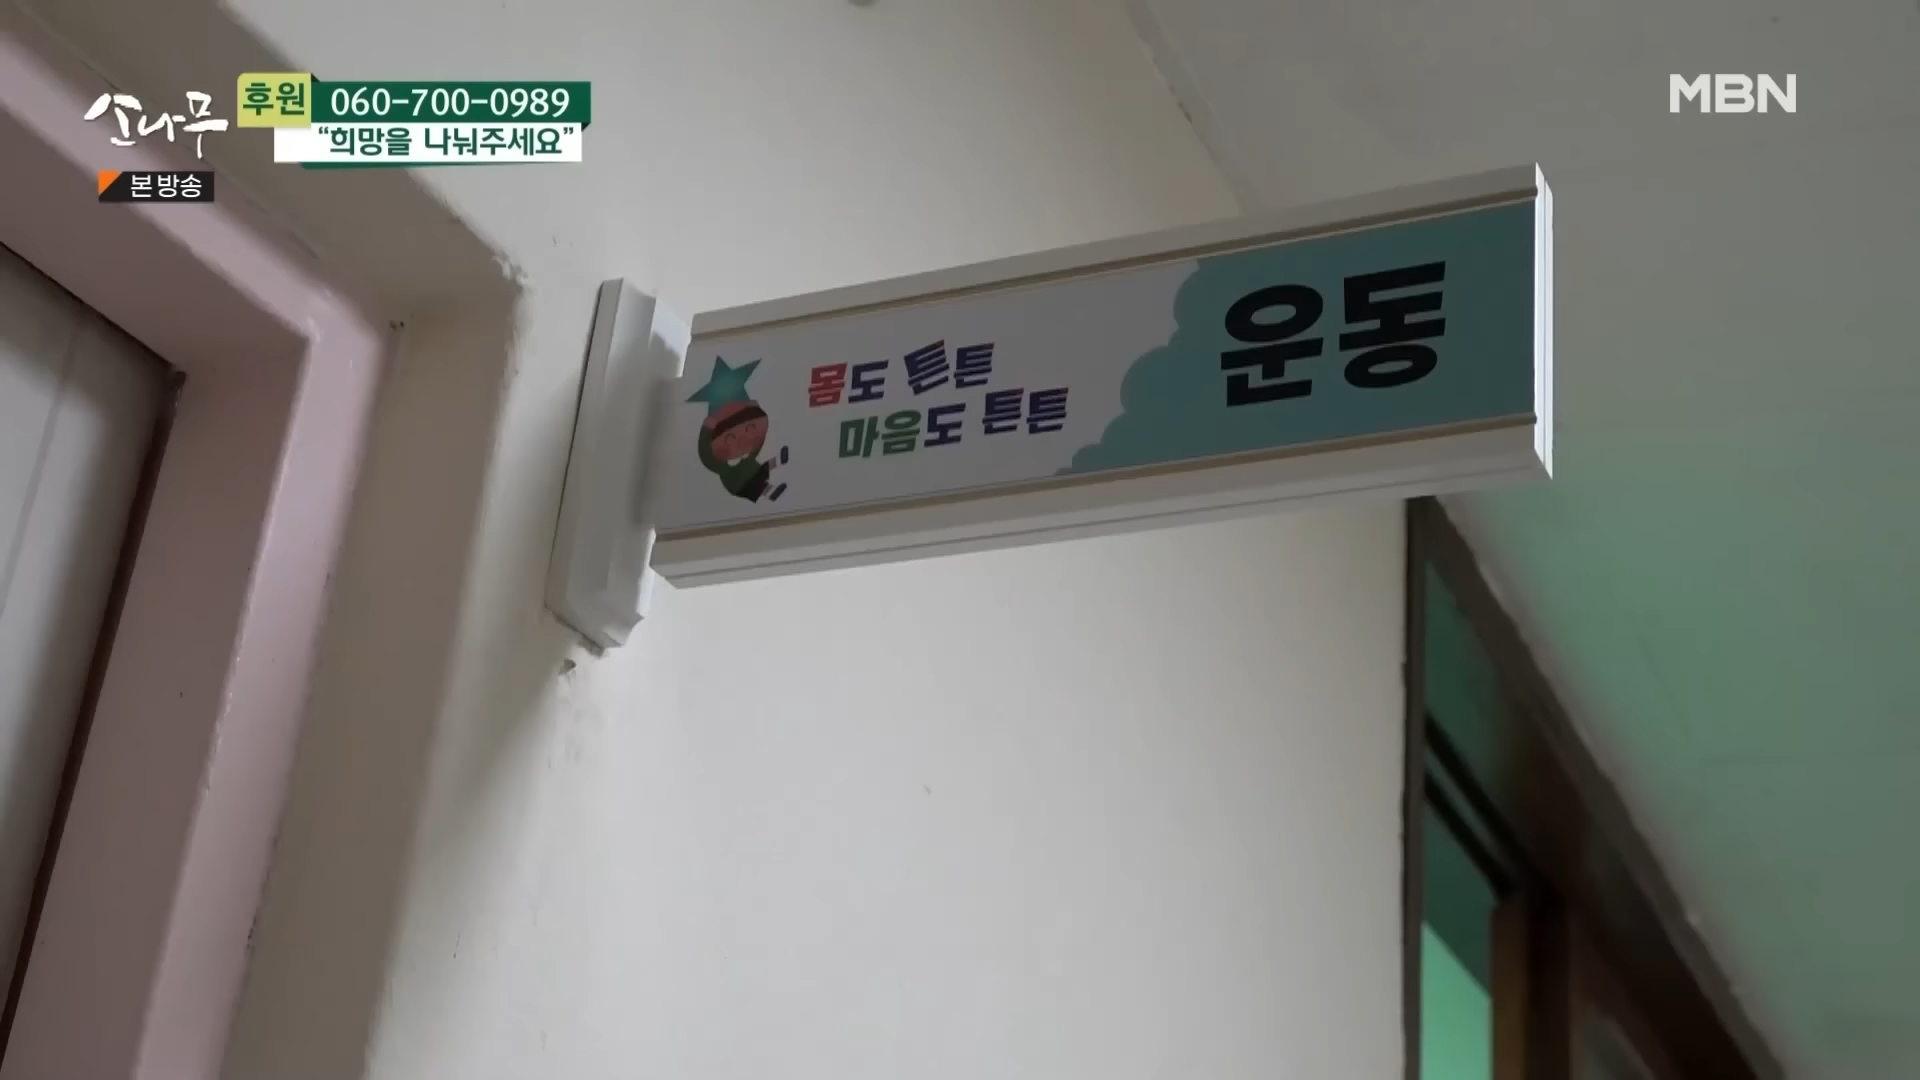 소나무
후원 060-700-0989
“희망을 나눠주세요”
본방송
MBN
몸도 튼튼
마음도 튼튼
운동